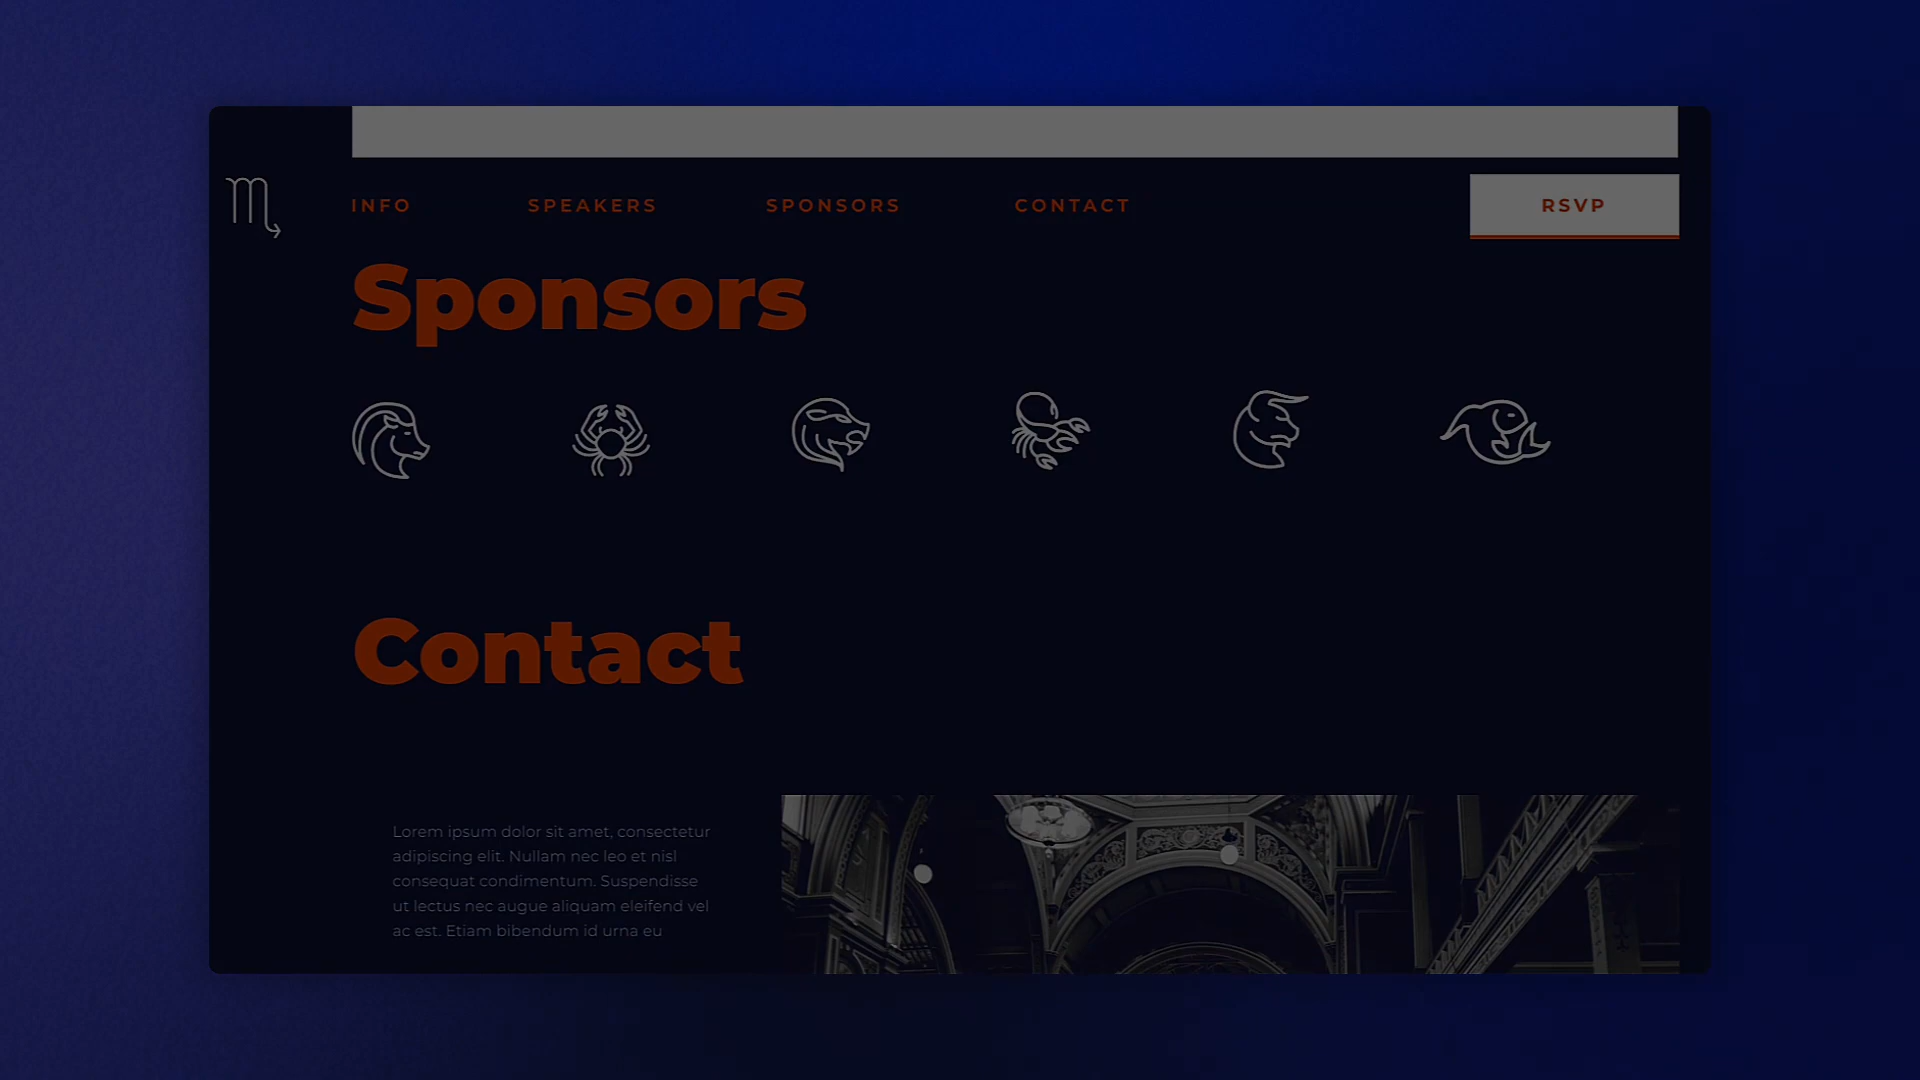 INFO
SPEAKERS
SPONSORS
CONTACT
RSVP
Sponsors
Contact
Lorem ipsum dolor sit amet, consectetur
adipiscing elit. Nullam nec leo et nisl
consequat condimentum. Suspendisse
ut lectus nec augue aliquam eleifend vel
ac est. Etiam bibendum id urna eu